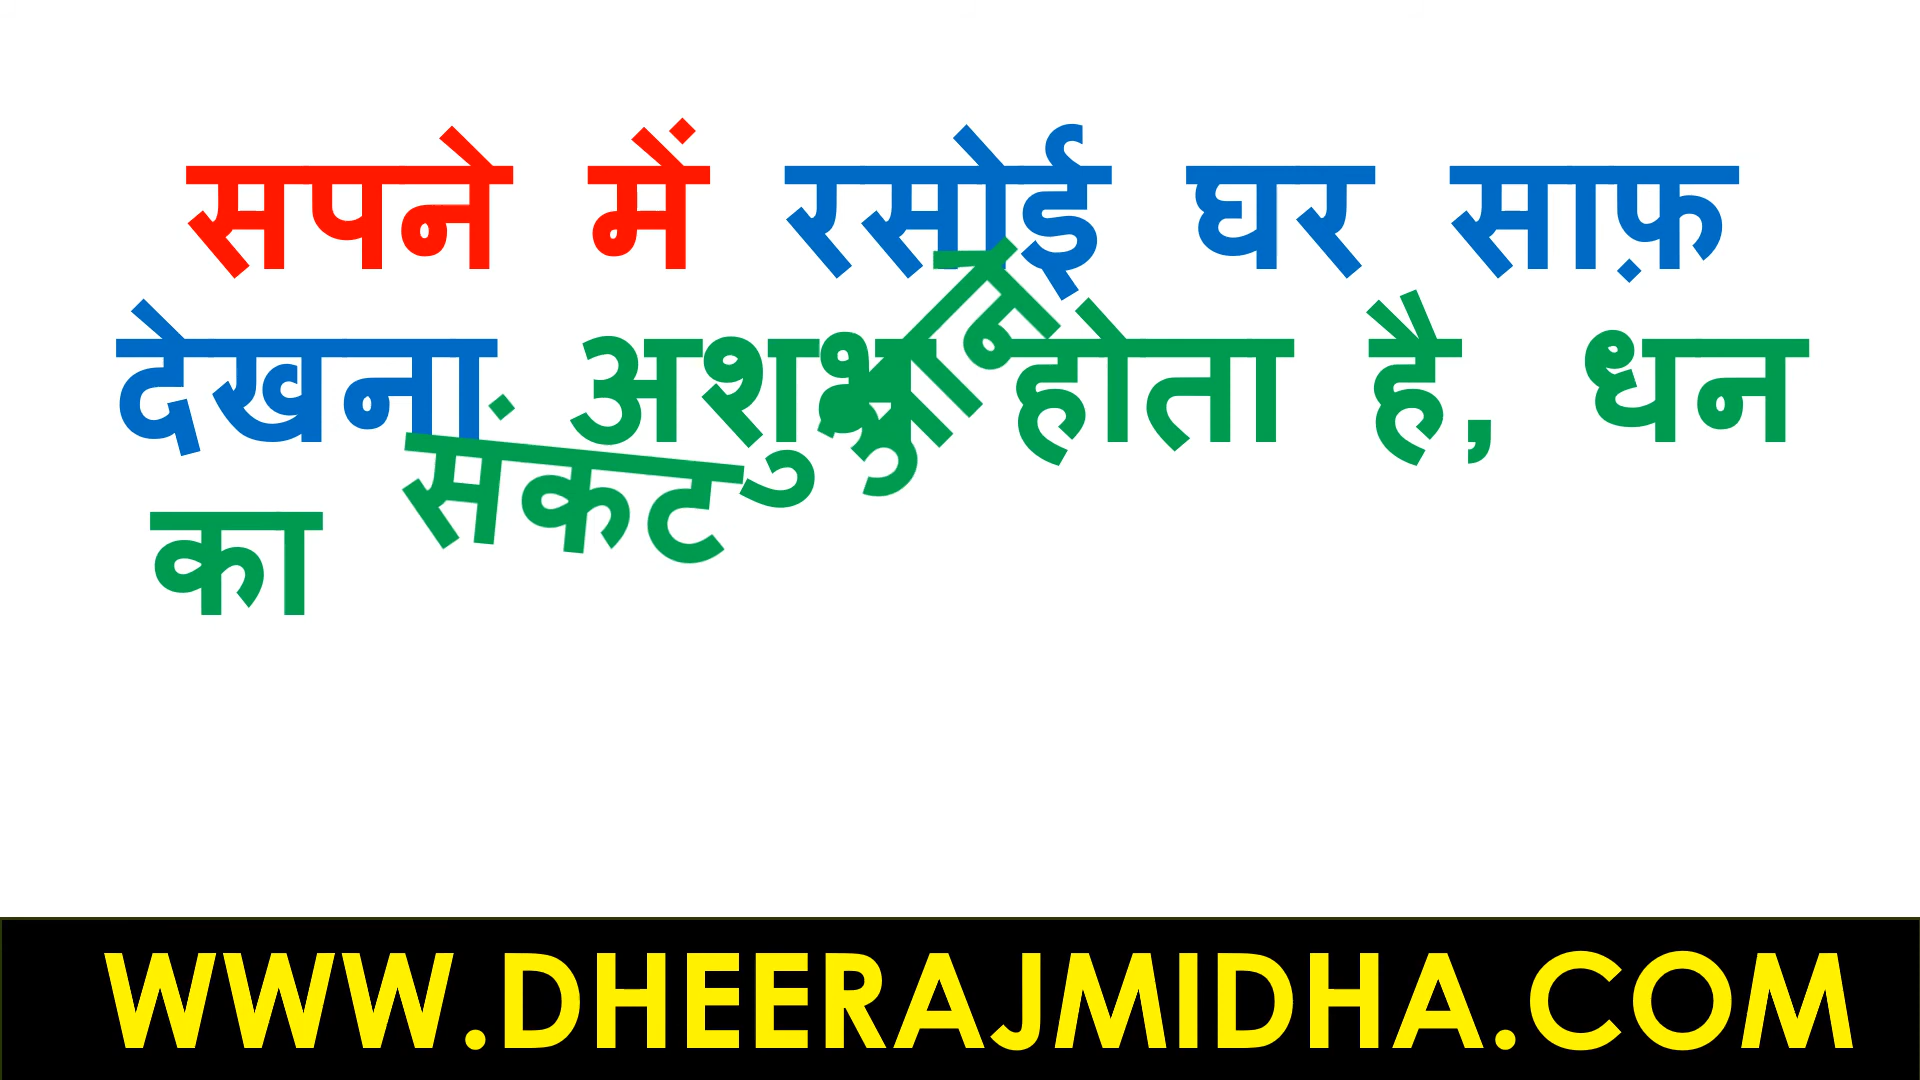 सपने में रसोई घर साफ़
देखना अशुभ होता है, धन
का संकट
WWW.DHEERAJMIDHA.COM